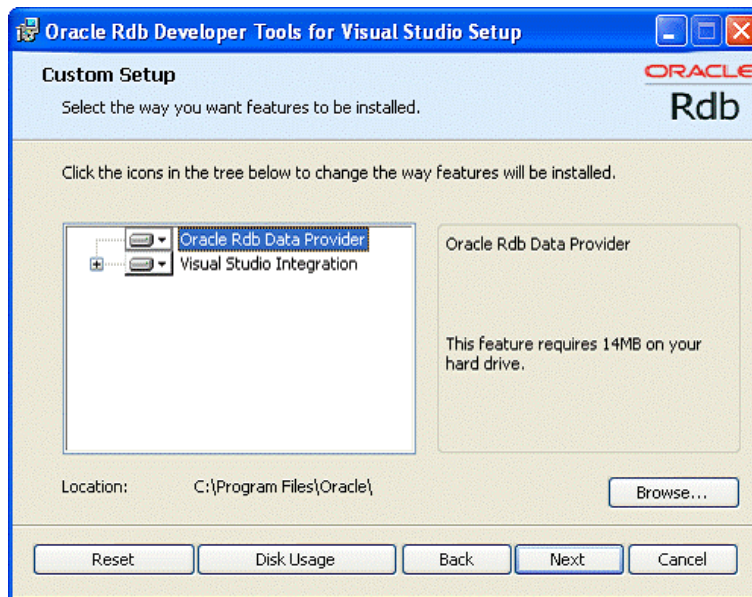 Oracle Rdb Developer Tools for Visual Studio Setup
Custom Setup
ORACLE
Select the way you want features to be installed.
Rdb
Click the icons in the tree below to change the way features will be installed.
Oracle Rdb Data Provider
Visual Studio Integration
Oracle Rdb Data Provider
This feature requires 14MB on your
hard drive.
Location: C:\Program Files\Oracle\
Browse...
Reset Disk Usage Back Next Cancel